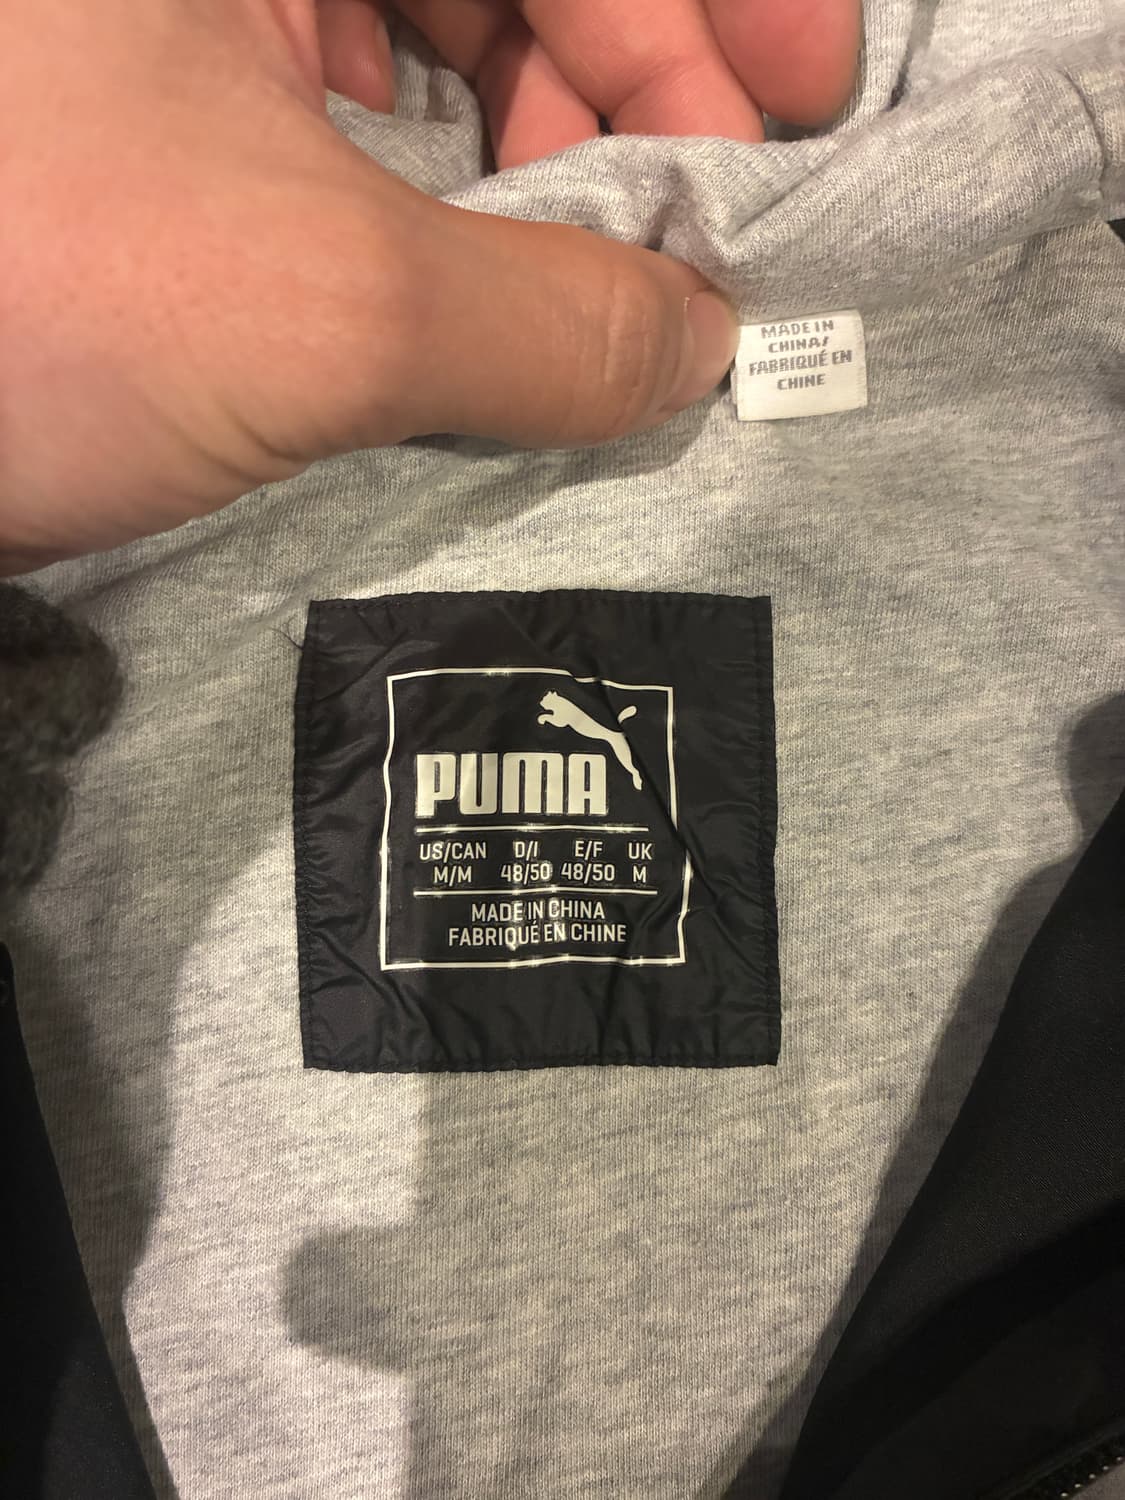 MADE IN
CHINA/
FABRIQUÉ EN
CHINE
PUMA
US/CAN D/I E/F UK
M/M 48/50 48/50 M
MADE IN CHINA
FABRIQUÉ EN CHINE